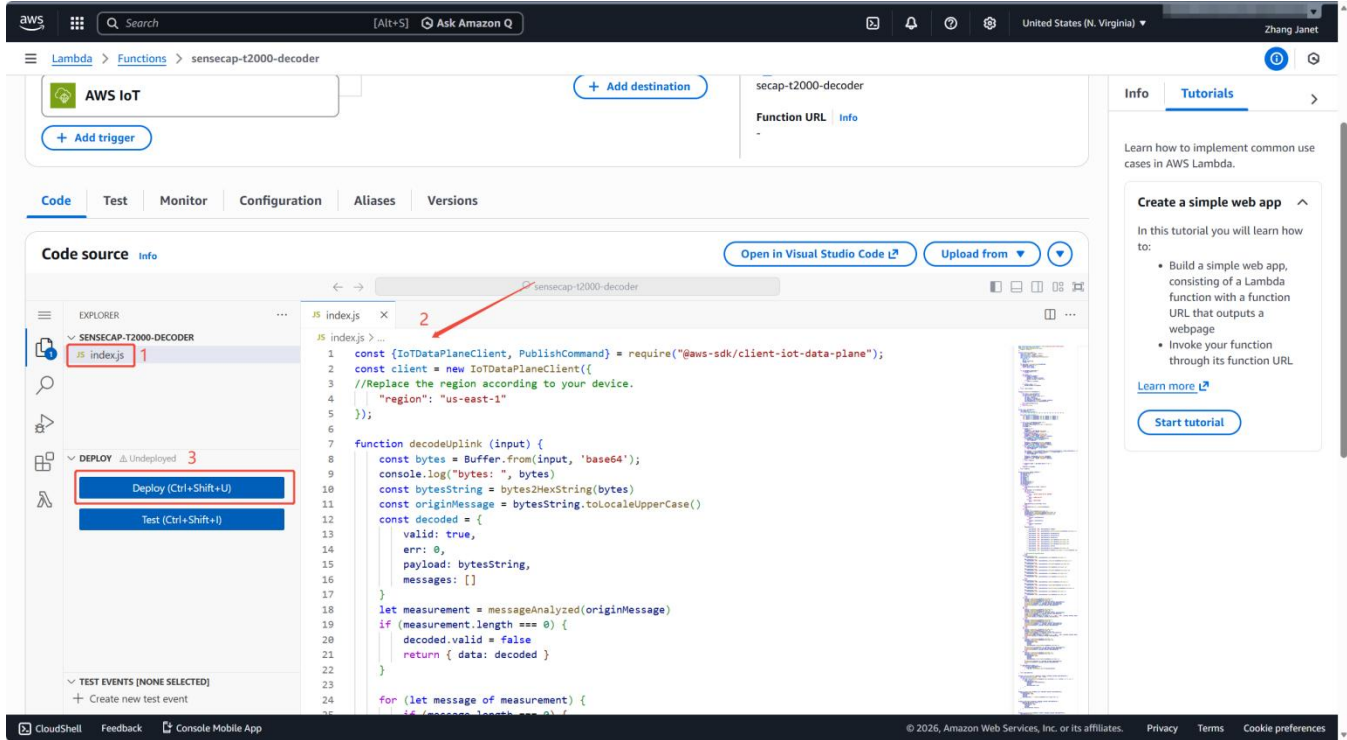 aws
Search
[Alt+S]
Ask Amazon Q
United States (N. Virginia) ▼
Zhang Janet
Lambda > Functions > sensecap-t2000-decoder
AWS IoT
+ Add trigger
+ Add destination
secap-t2000-decoder
Function URL Info
-
Code Test Monitor Configuration Aliases Versions
Code source Info
Open in Visual Studio Code
Upload from ▼
sensecap-t2000-decoder
EXPLORER ...
SENSECAP-T2000-DECODER
JS index.js 1
DEPLOY Undeployed 3
Deploy (Ctrl+Shift+U)
Test (Ctrl+Shift+I)
TEST EVENTS [NONE SELECTED]
+ Create new test event
JS index.js × 2
JS index.js > ...
1 const {IoTDataPlaneClient, PublishCommand} = require("@aws-sdk/client-iot-data-plane");
2 const client = new IoTDataPlaneClient({
3 //Replace the region according to your device.
4 "region": "us-east-1"
5 });
6
7 function decodeUplink (input) {
8 const bytes = Buffer.from(input, 'base64');
9 console.log("bytes: ", bytes)
10 const bytesString = bytes2HexString(bytes)
11 const originMessage = bytesString.toLocaleUpperCase()
12 const decoded = {
13 valid: true,
14 err: 0,
15 payload: bytesString,
16 messages: []
17 }
18 let measurement = messageAnalyzed(originMessage)
19 if (measurement.length === 0) {
20 decoded.valid = false
21 return { data: decoded }
22 }
23
24 for (let message of measurement) {
Info Tutorials
Learn how to implement common use
cases in AWS Lambda.
Create a simple web app
In this tutorial you will learn how
to:
• Build a simple web app,
consisting of a Lambda
function with a function
URL that outputs a
webpage
• Invoke your function
through its function URL
Learn more
Start tutorial
CloudShell Feedback Console Mobile App
© 2026, Amazon Web Services, Inc. or its affiliates. Privacy Terms Cookie preferences